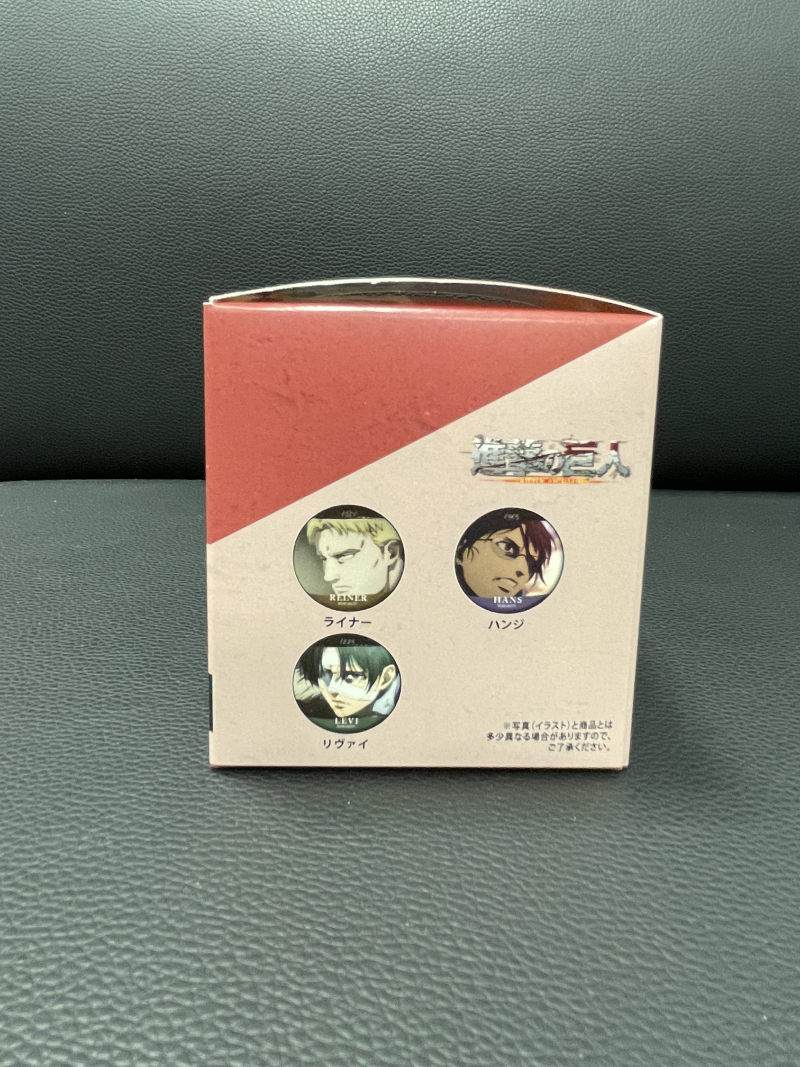 進撃の巨人
REINER
HANS
ライナー
ハンジ
LEVI
リヴァイ
※写真(イラスト)と商品とは
多少異なる場合がありますので、
ご了承ください。